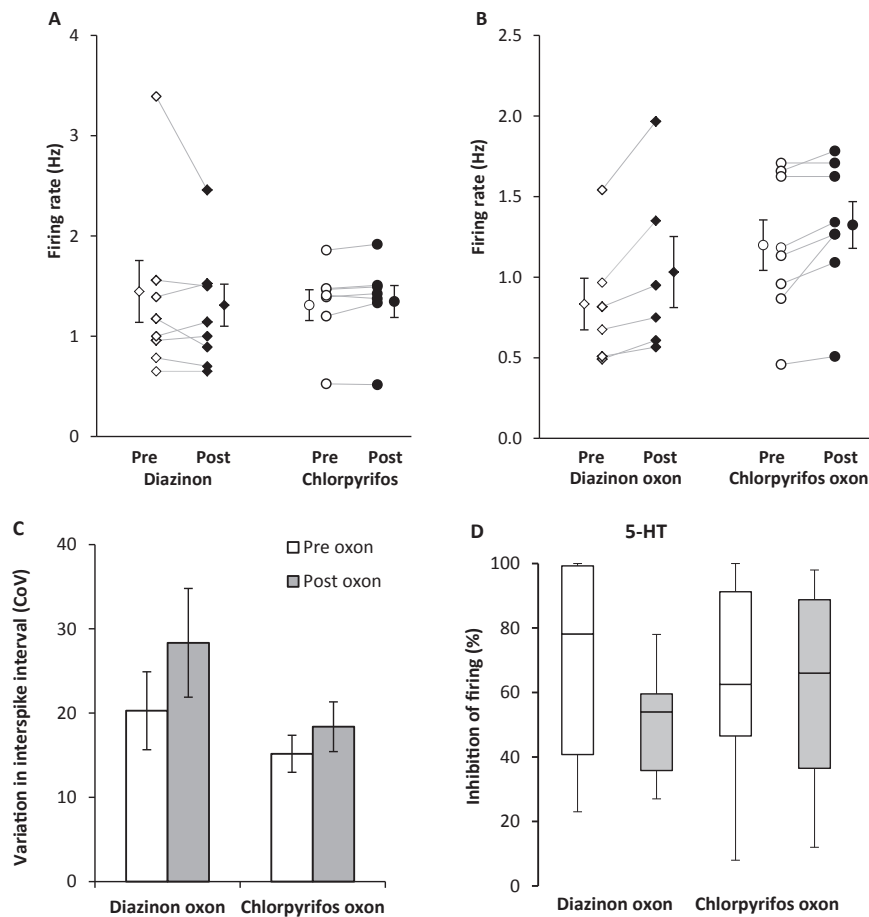 A
4
3
2
1
0
Firing rate (Hz)
Pre Post Pre Post
Diazinon Chlorpyrifos
B
2.5
2.0
1.5
1.0
0.5
0.0
Firing rate (Hz)
Pre Post Pre Post
Diazinon oxon Chlorpyrifos oxon
C
40
30
20
10
0
Variation in interspike interval (CoV)
Pre oxon
Post oxon
Diazinon oxon Chlorpyrifos oxon
D 5-HT
100
80
60
40
20
0
Inhibition of firing (%)
Diazinon oxon Chlorpyrifos oxon